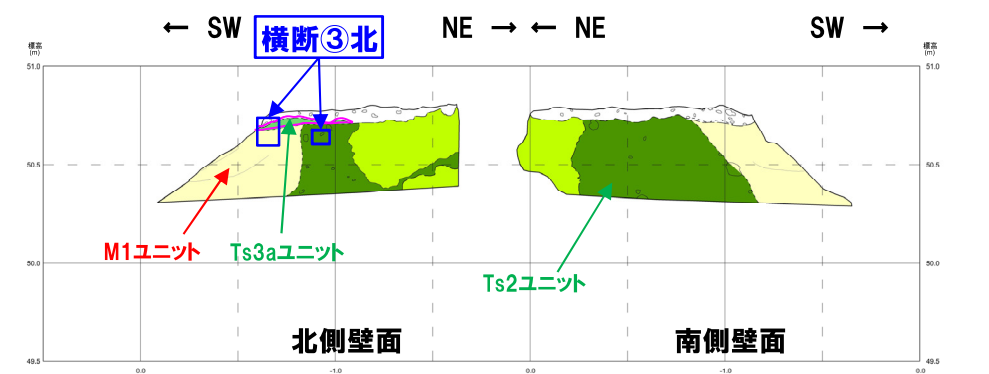 ← SW
NE →
← NE
SW →
横断③北
標高
(m)
標高
(m)
51.0
51.0
50.5
50.5
M1ユニット
Ts3aユニット
50.0
50.0
Ts2ユニット
北側壁面
南側壁面
49.5
49.5
0.0
-1.0
0.0
-1.0
0.0